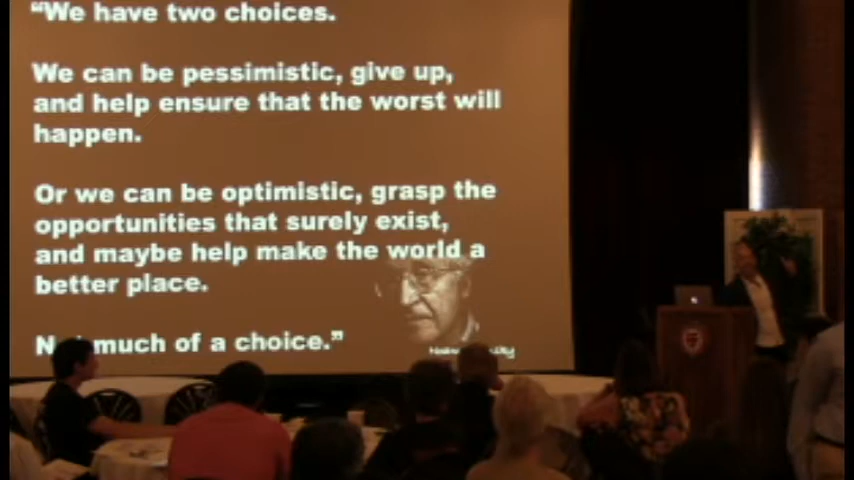 “We have two choices.
We can be pessimistic, give up,
and help ensure that the worst will
happen.
Or we can be optimistic, grasp the
opportunities that surely exist,
and maybe help make the world a
better place.
much of a choice.”